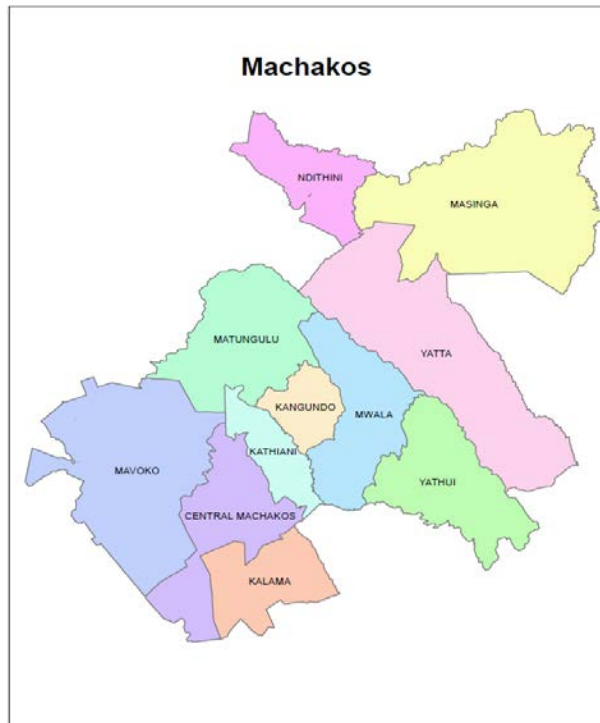 Machakos
NDITHINI
MASINGA
MATUNGULU
YATTA
KANGUNDO
MWALA
KATHIANI
MAVOKO
YATHUI
CENTRAL MACHAKOS
KALAMA